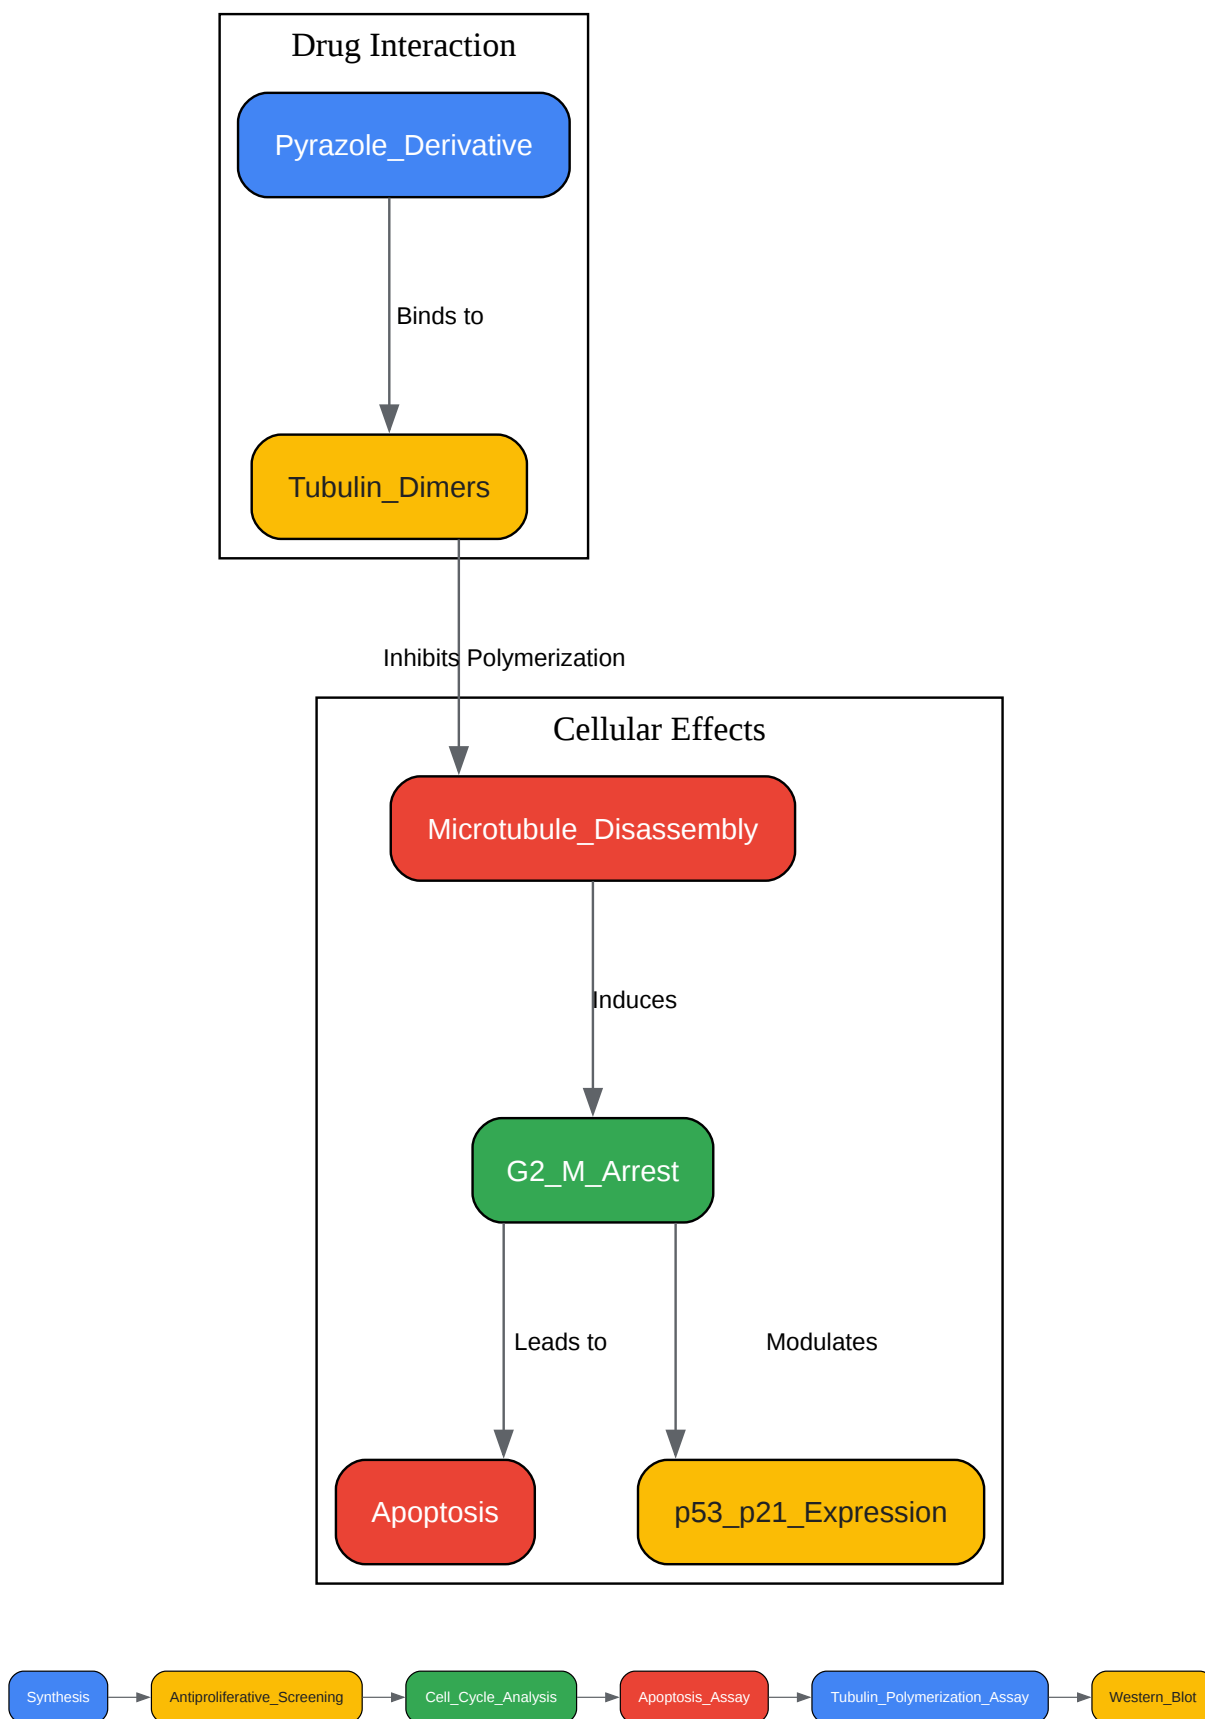 Drug Interaction
Pyrazole_Derivative
Binds to
Tubulin_Dimers
Inhibits Polymerization
Cellular Effects
Microtubule_Disassembly
Induces
G2_M_Arrest
Leads to
Modulates
Apoptosis
p53_p21_Expression
Synthesis
Antiproliferative_Screening
Cell_Cycle_Analysis
Apoptosis_Assay
Tubulin_Polymerization_Assay
Western_Blot